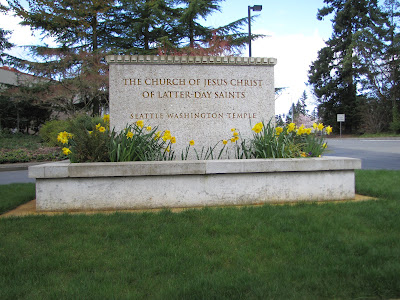 THE CHURCH OF JESUS CHRIST
OF LATTER-DAY SAINTS
SEATTLE WASHINGTON TEMPLE